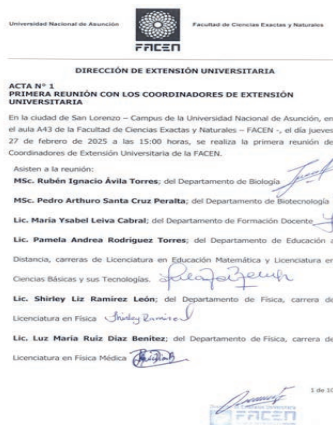 Universidad Nacional de Asunción
Facultad de Ciencias Exactas y Naturales
FACEN
DIRECCIÓN DE EXTENSIÓN UNIVERSITARIA
ACTA N° 1
PRIMERA REUNIÓN CON LOS COORDINADORES DE EXTENSIÓN
UNIVERSITARIA
En la ciudad de San Lorenzo – Campus de la Universidad Nacional de Asunción, en
el aula A43 de la Facultad de Ciencias Exactas y Naturales – FACEN -, el día jueves
27 de febrero de 2025 a las 15:00 horas, se realiza la primera reunión de
Coordinadores de Extensión Universitaria de la FACEN.
Asisten a la reunión:
MSc. Rubén Ignacio Ávila Torres; del Departamento de Biología
MSc. Pedro Arthuro Santa Cruz Peralta; del Departamento de Biotecnología
Lic. María Ysabel Leiva Cabral; del Departamento de Formación Docente
Lic. Pamela Andrea Rodríguez Torres; del Departamento de Educación a
Distancia, carreras de Licenciatura en Educación Matemática y Licenciatura en
Ciencias Básicas y sus Tecnologías.
Lic. Shirley Liz Ramírez León; del Departamento de Física, carrera de
Licenciatura en Física Shirley Ramírez
Lic. Luz María Ruiz Díaz Benítez; del Departamento de Física, carrera de
Licenciatura en Física Médica
1 de 10
FACEN